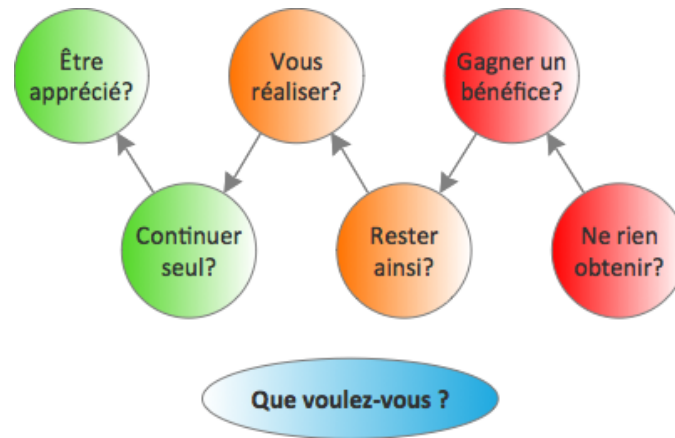 Être
apprécié?
Vous
réaliser?
Gagner un
bénéfice?
Continuer
seul?
Rester
ainsi?
Ne rien
obtenir?
Que voulez-vous ?